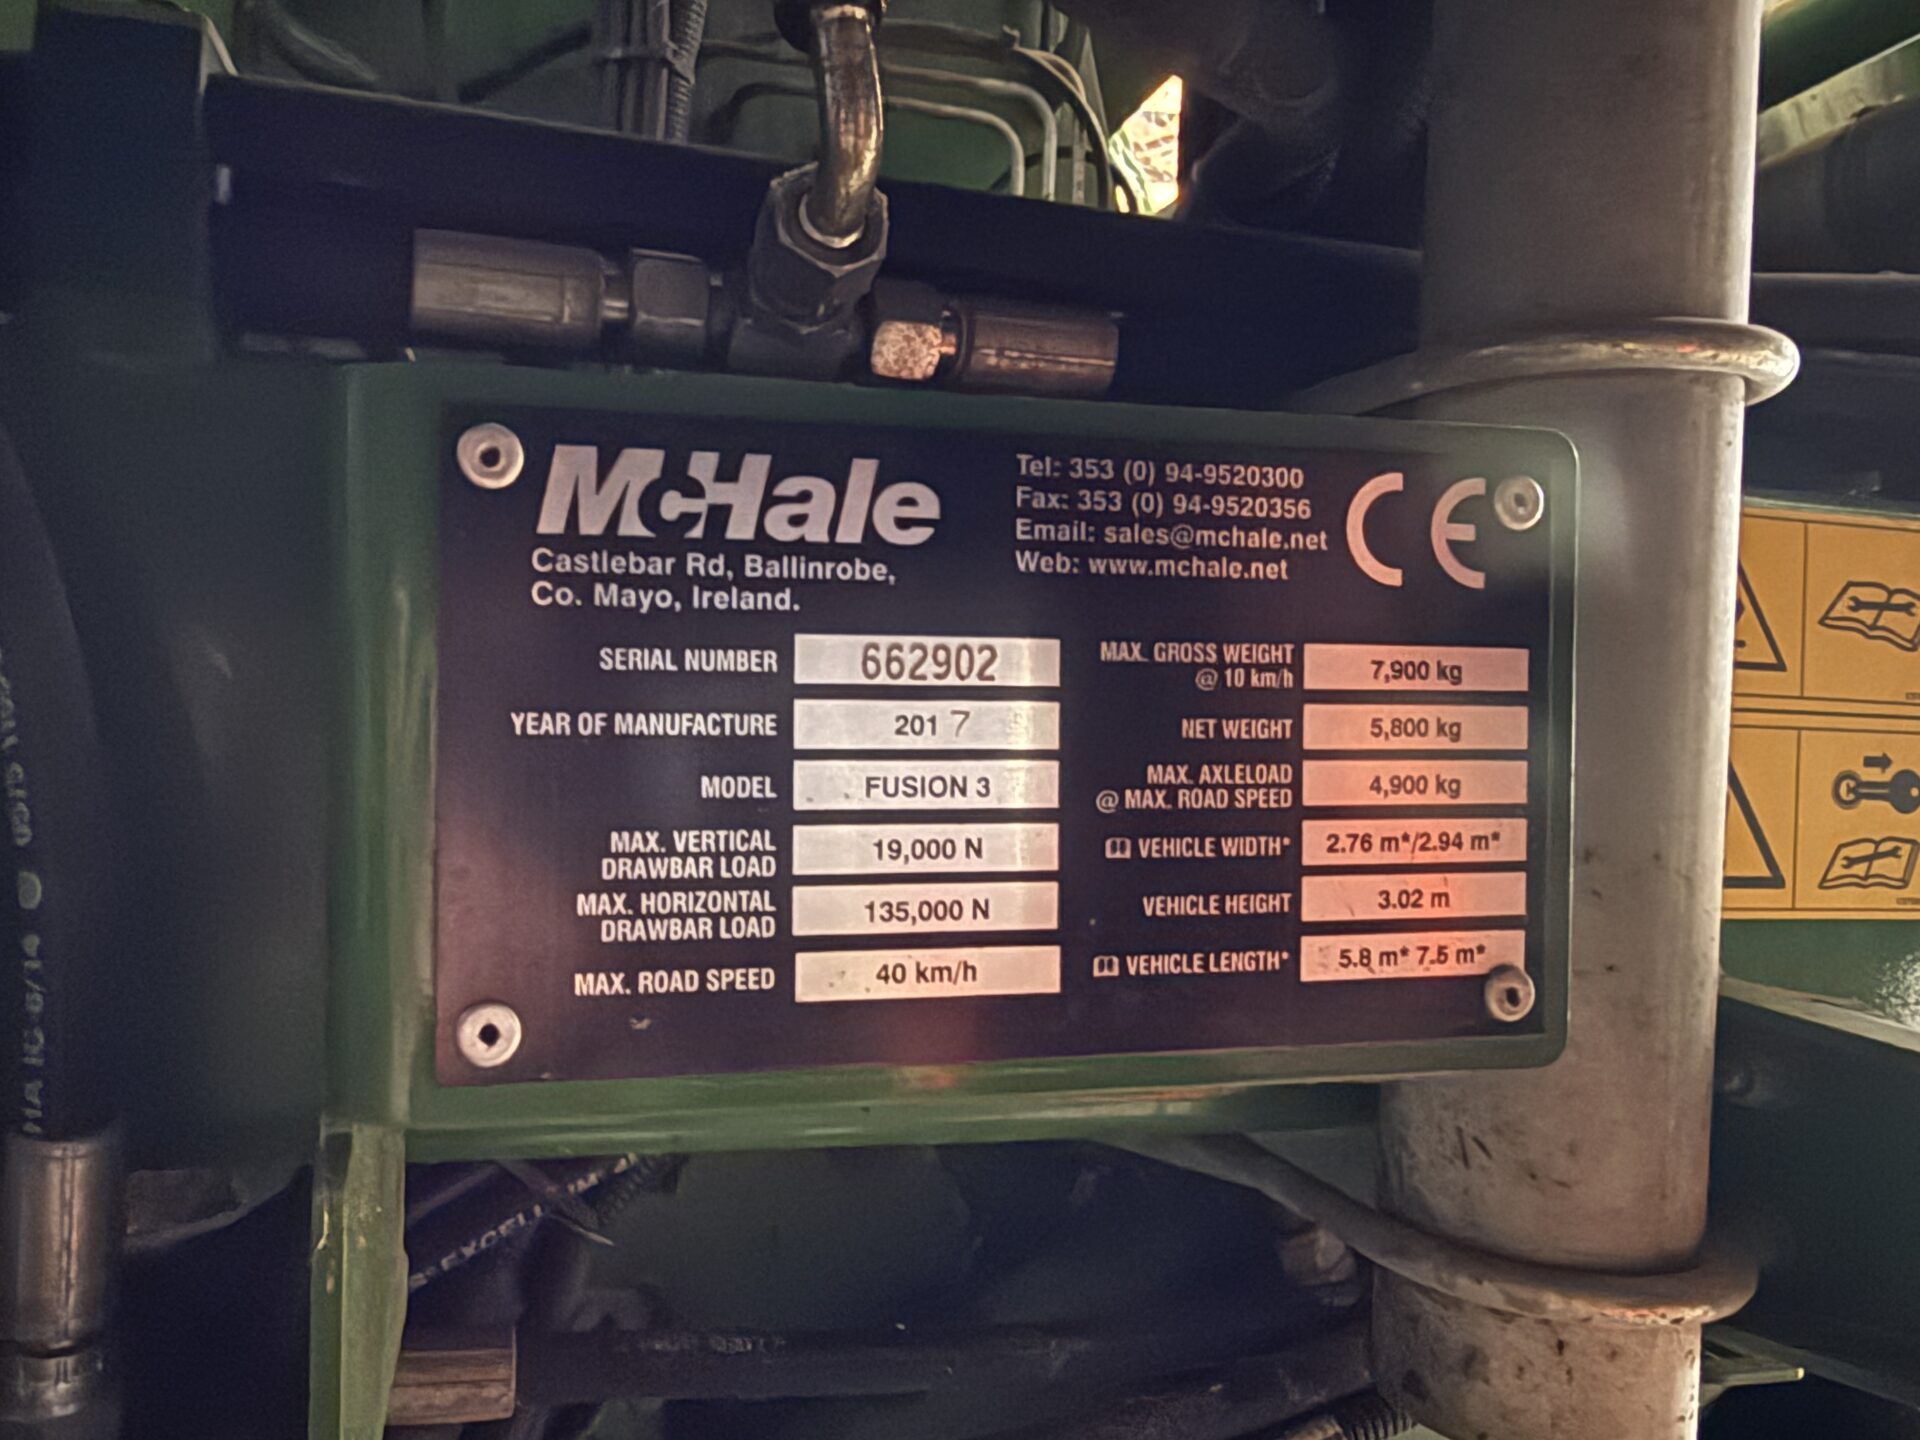 McHale
Castlebar Rd, Ballinrobe,
Co. Mayo, Ireland.
Tel: 353 (0) 94-9520300
Fax: 353 (0) 94-9520356
Email: sales@mchale.net
Web: www.mchale.net
CE
SERIAL NUMBER 662902
YEAR OF MANUFACTURE 2017
MODEL FUSION 3
MAX. VERTICAL
DRAWBAR LOAD 19,000 N
MAX. HORIZONTAL
DRAWBAR LOAD 135,000 N
MAX. ROAD SPEED 40 km/h
MAX. GROSS WEIGHT
@ 10 km/h 7,900 kg
NET WEIGHT 5,800 kg
MAX. AXLELOAD
@ MAX. ROAD SPEED 4,900 kg
VEHICLE WIDTH* 2.76 m*/2.94 m*
VEHICLE HEIGHT 3.02 m
VEHICLE LENGTH* 5.8 m* 7.5 m*